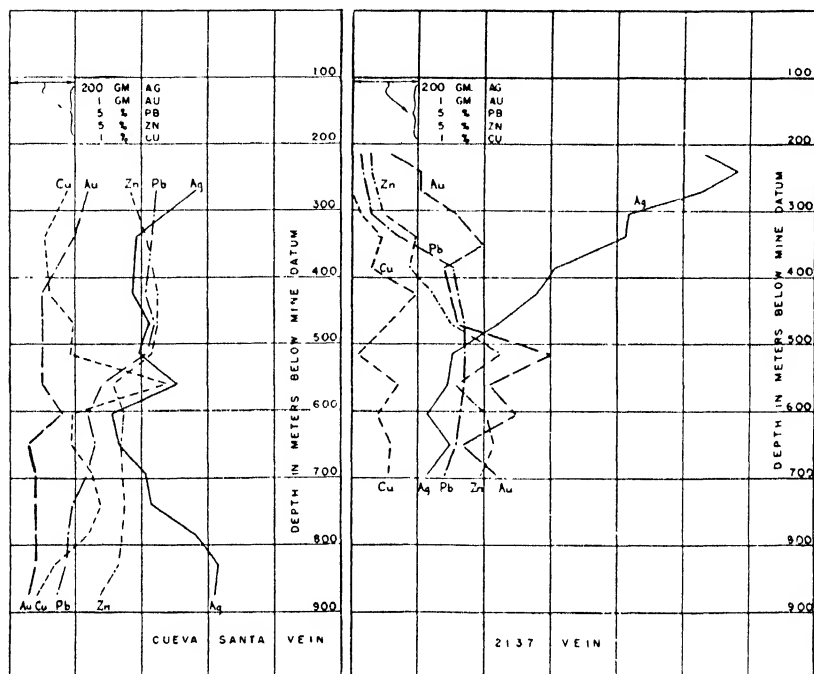 100
200 GM AG
1 GM AU
5 % PB
5 % ZN
1 % CU
200
Cu Au Zn Pb Ag
300
400
500
600
700
800
900
DEPTH IN METERS BELOW MINE DATUM
Au Cu Pb Zn Ag
CUEVA SANTA VEIN
100
200 GM. AG
1 GM AU
5 % PB
5 % ZN
1 % CU
200
Zn Au Ag
300
Pb
Cu
400
500
600
700
Cu Ag Pb Zn Au
800
900
DEPTH IN METERS BELOW MINE DATUM
2137 VEIN